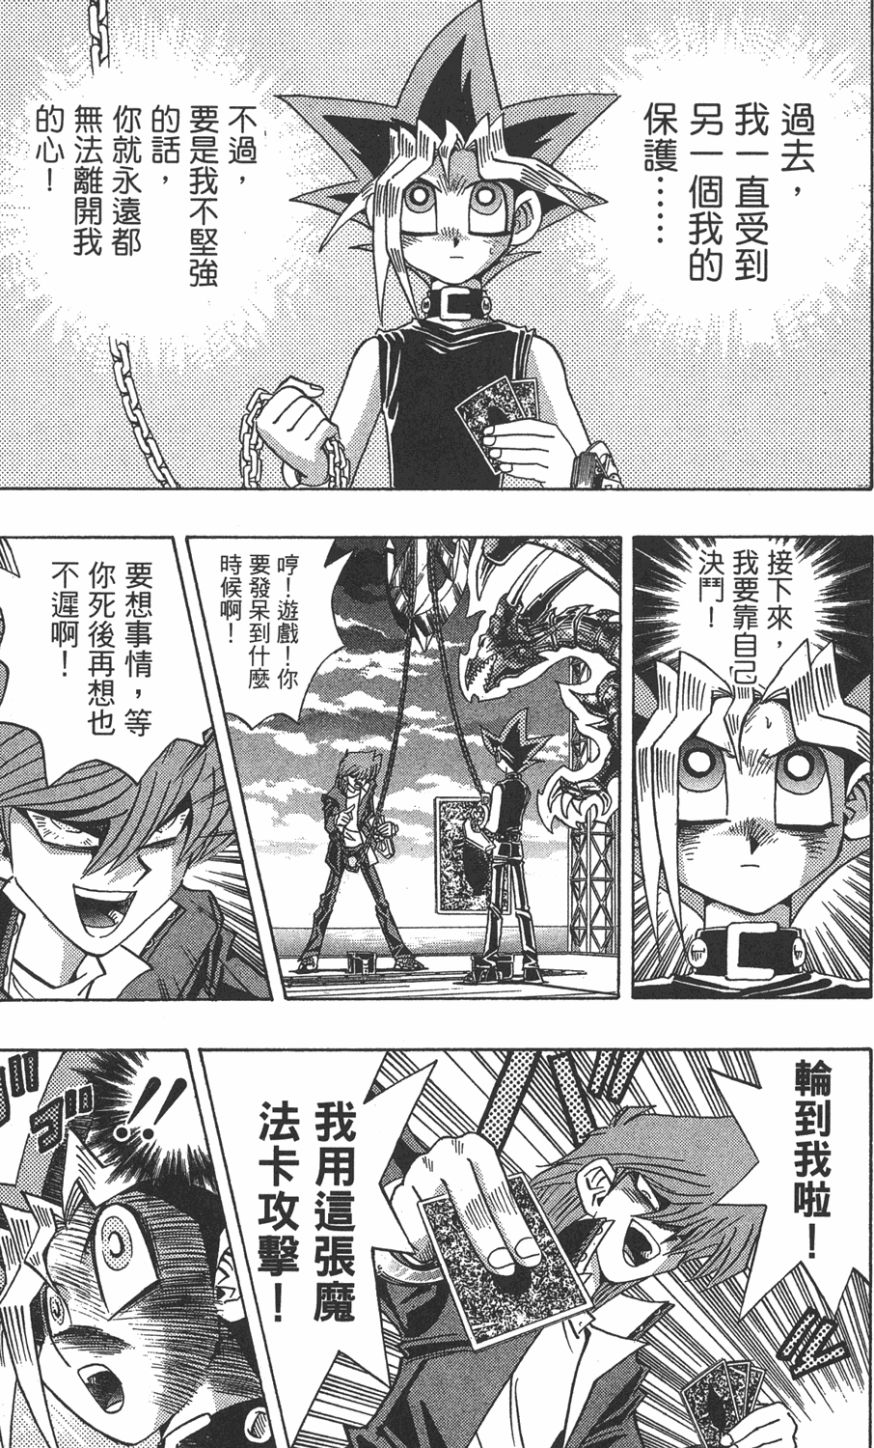 過去，
我一直受到
另一個我的
保護……
不過，
要是我不堅強
的話，
你就永遠都
無法離開我
的心！
接下來，
我要靠自己
決鬥！
哼！遊戲！你
要發呆到什麼
時候啊！
要想事情，等
你死後再想也
不遲啊！
輪到我啦！
我用這張魔
法卡攻擊！
!!